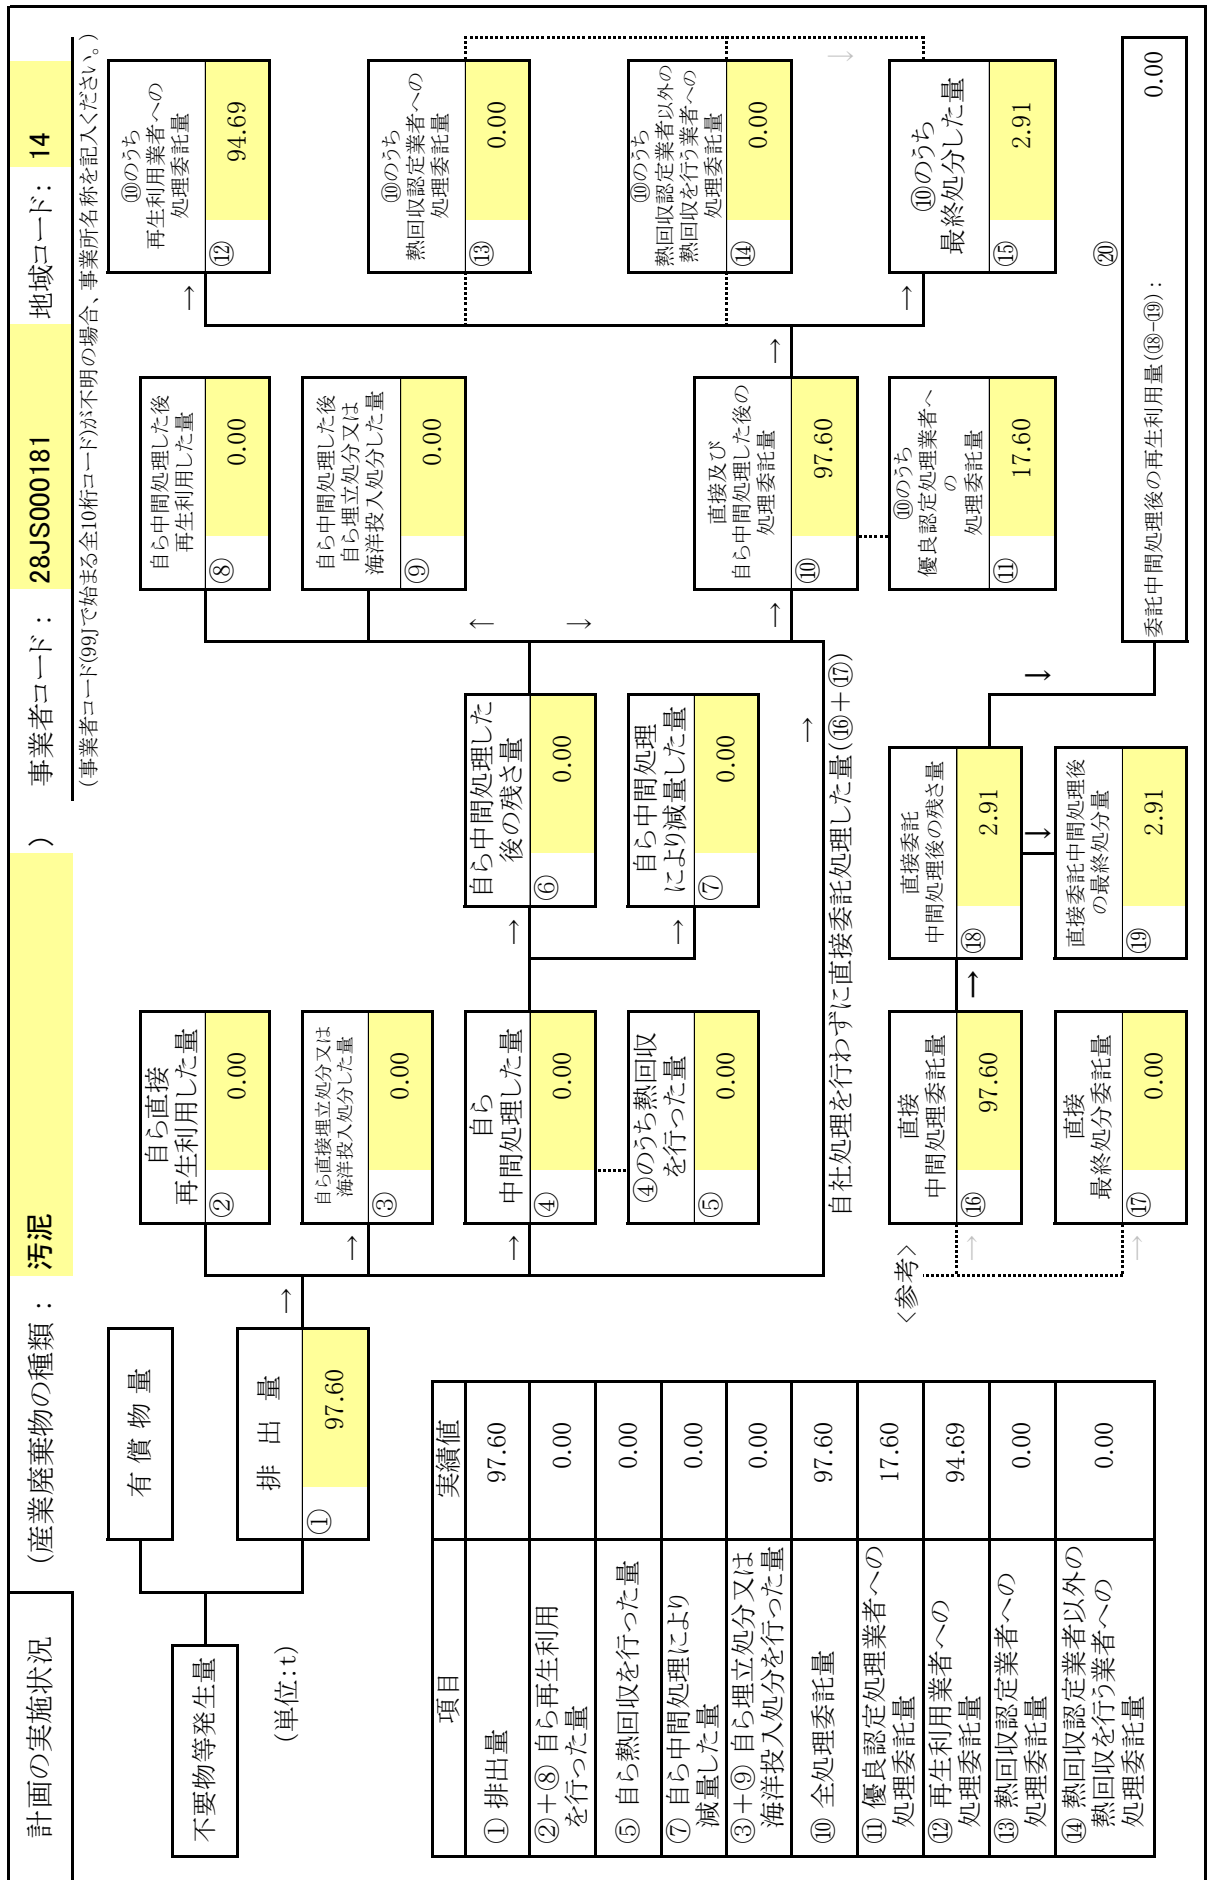 計画の実施状況
(産業廃棄物の種類： 汚泥 )
事業者コード： 28JS000181 地域コード： 14
(事業者コード(99Jで始まる全10桁コード)が不明の場合、事業所名称を記入ください。)
不要物等発生量
(単位:t)
有 償 物 量
排 出 量
① 97.60
→
自ら直接
再生利用した量
② 0.00
→
自ら直接埋立処分又は
海洋投入処分した量
③ 0.00
→
自ら
中間処理した量
④ 0.00
④のうち熱回収
を行った量
⑤ 0.00
→
自ら中間処理した
後の残さ量
⑥ 0.00
→
自ら中間処理
により減量した量
⑦ 0.00
自ら中間処理した後
再生利用した量
⑧ 0.00
自ら中間処理した後
自ら埋立処分又は
海洋投入処分した量
⑨ 0.00
↑
↓
→
→
直接及び
自ら中間処理した後の
処理委託量
⑩ 97.60
⑩のうち
優良認定処理業者へ
の
処理委託量
⑪ 17.60
→
→
⑩のうち
再生利用業者への
処理委託量
⑫ 94.69
⑩のうち
熱回収認定業者への
処理委託量
⑬ 0.00
⑩のうち
熱回収認定業者以外の
熱回収を行う業者への
処理委託量
⑭ 0.00
↓
→
⑩のうち
最終処分した量
⑮ 2.91
自社処理を行わずに直接委託処理した量(⑯＋⑰)
<参考>
→
直接
中間処理委託量
⑯ 97.60
→
直接
最終処分委託量
⑰ 0.00
→
直接委託
中間処理後の残さ量
⑱ 2.91
↓
直接委託中間処理後
の最終処分量
⑲ 2.91
↓
⑳
委託中間処理後の再生利用量(⑱-⑲)： 0.00
項目 実績値
① 排出量 97.60
②＋⑧ 自ら再生利用
を行った量 0.00
⑤ 自ら熱回収を行った量 0.00
⑦ 自ら中間処理により
減量した量 0.00
③＋⑨ 自ら埋立処分又は
海洋投入処分を行った量 0.00
⑩ 全処理委託量 97.60
⑪ 優良認定処理業者への
処理委託量 17.60
⑫ 再生利用業者への
処理委託量 94.69
⑬ 熱回収認定業者への
処理委託量 0.00
⑭ 熱回収認定業者以外の
熱回収を行う業者への
処理委託量 0.00